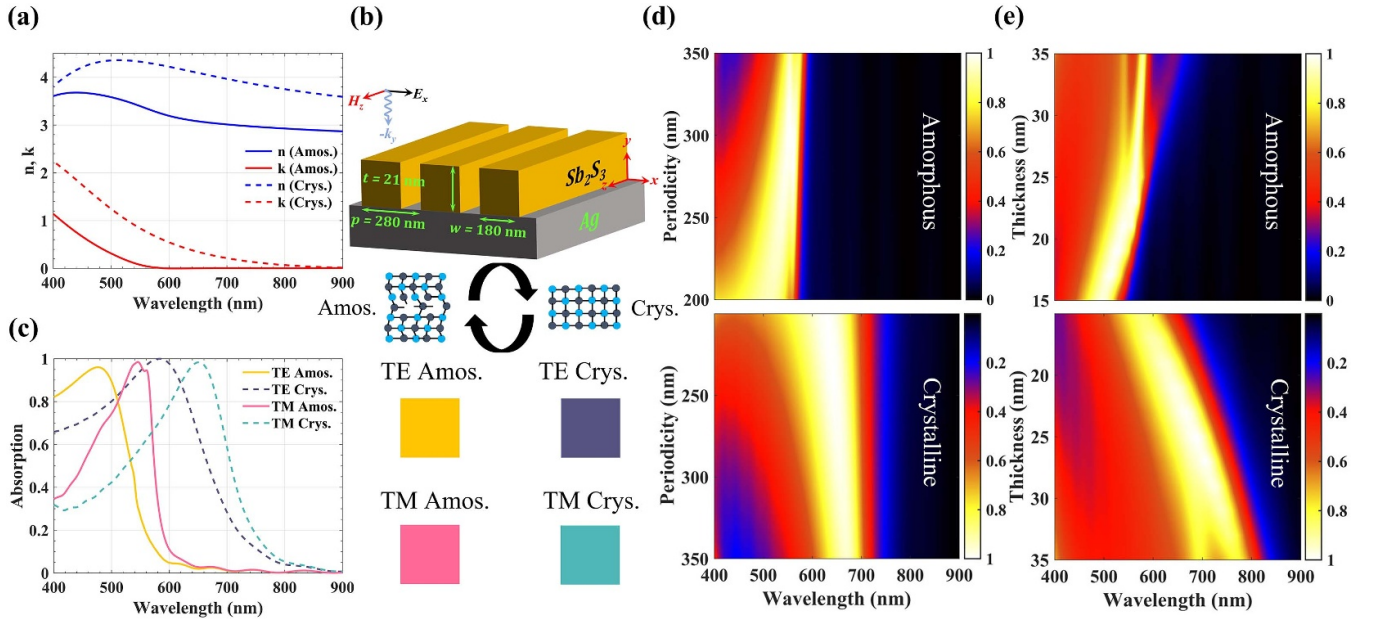 (a)
4
3
2
1
0
n, k
n (Amos.)
k (Amos.)
n (Crys.)
k (Crys.)
400 500 600 700 800 900
Wavelength (nm)
(b)
Hz
Ex
-ky
t = 21 nm
p = 280 nm
w = 180 nm
Sb2S3
Ag
y
x
z
Amos.
Crys.
TE Amos.
TE Crys.
TM Amos.
TM Crys.
(c)
1
0.8
0.6
0.4
0.2
0
Absorption
TE Amos.
TE Crys.
TM Amos.
TM Crys.
400 500 600 700 800 900
Wavelength (nm)
(d)
350
300
250
200
Periodicity (nm)
Amorphous
1
0.8
0.6
0.4
0.2
0
250
300
350
Periodicity (nm)
Crystalline
0.2
0.4
0.6
0.8
1
400 500 600 700 800 900
Wavelength (nm)
(e)
35
30
25
20
15
Thickness (nm)
Amorphous
1
0.8
0.6
0.4
0.2
0
20
25
30
35
Thickness (nm)
Crystalline
0.2
0.4
0.6
0.8
1
400 500 600 700 800 900
Wavelength (nm)